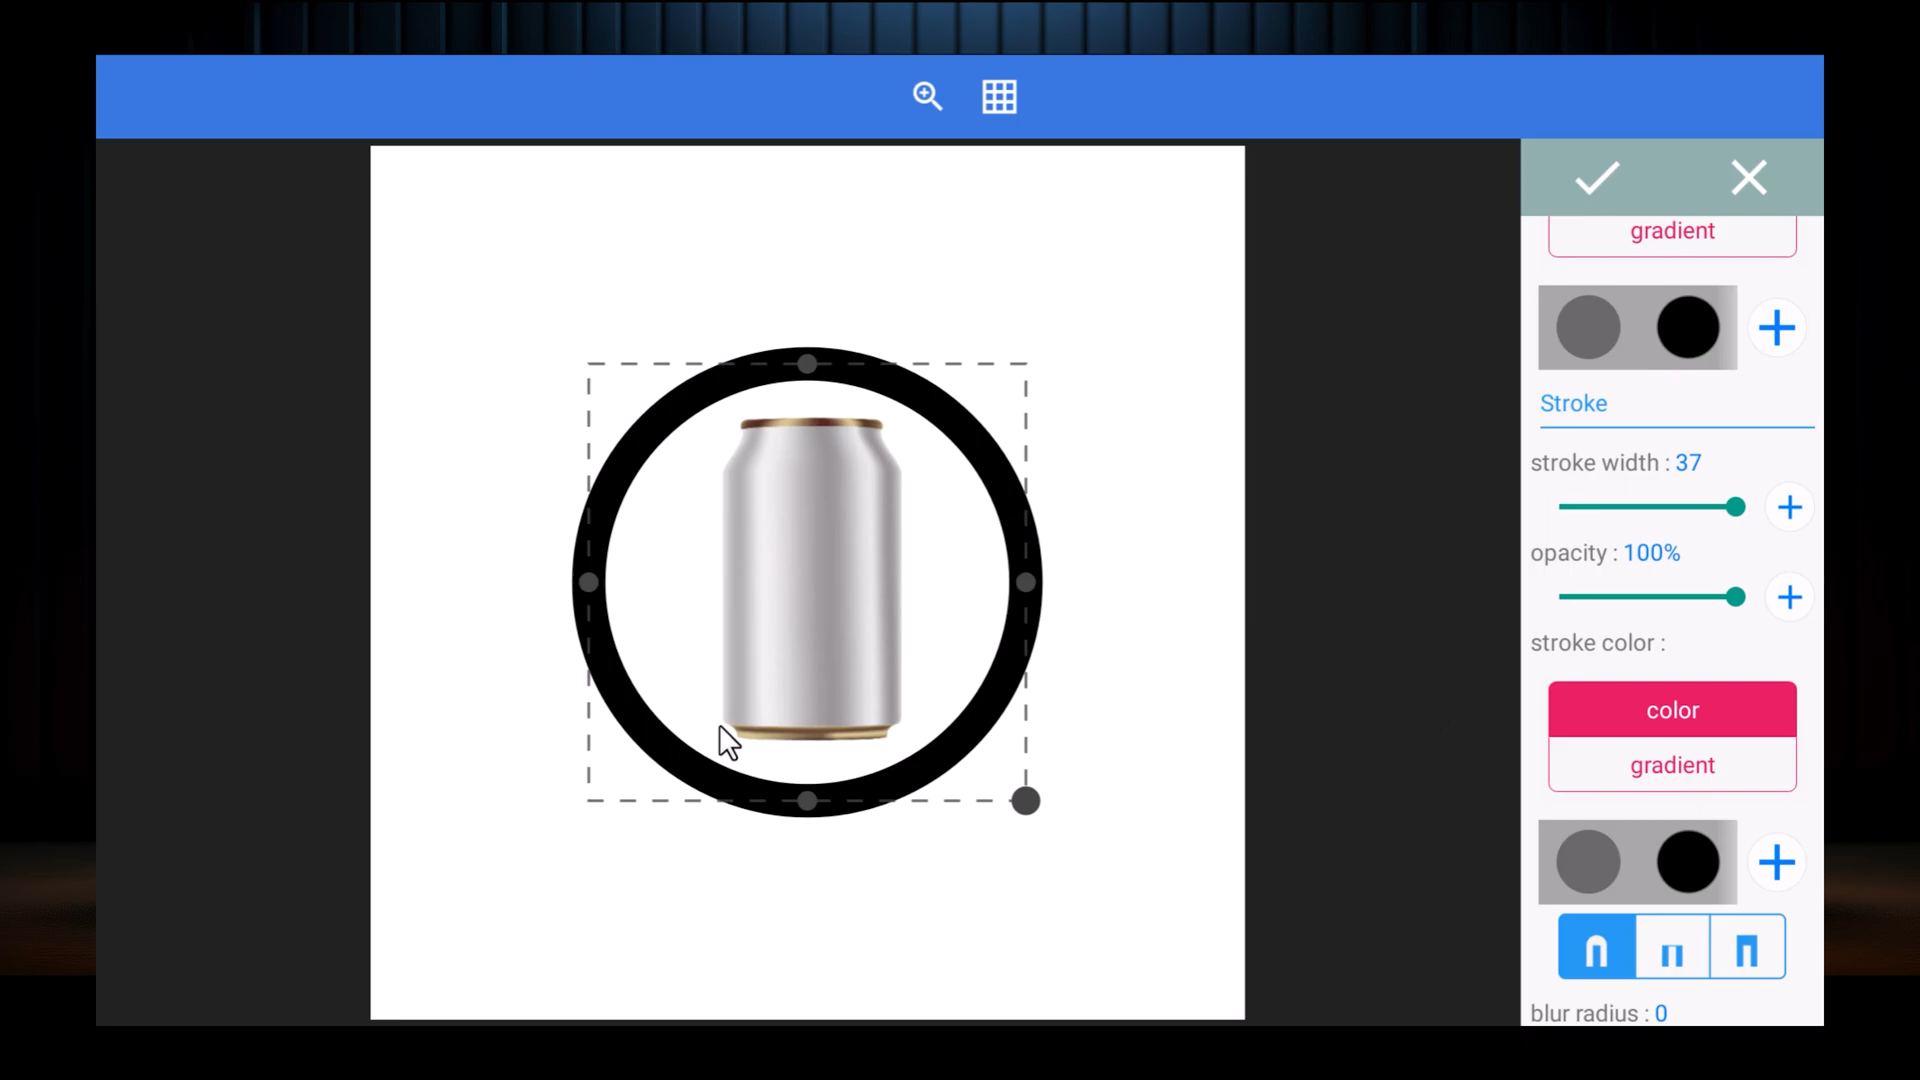 gradient
Stroke
stroke width : 37
opacity : 100%
stroke color :
color
gradient
blur radius : 0